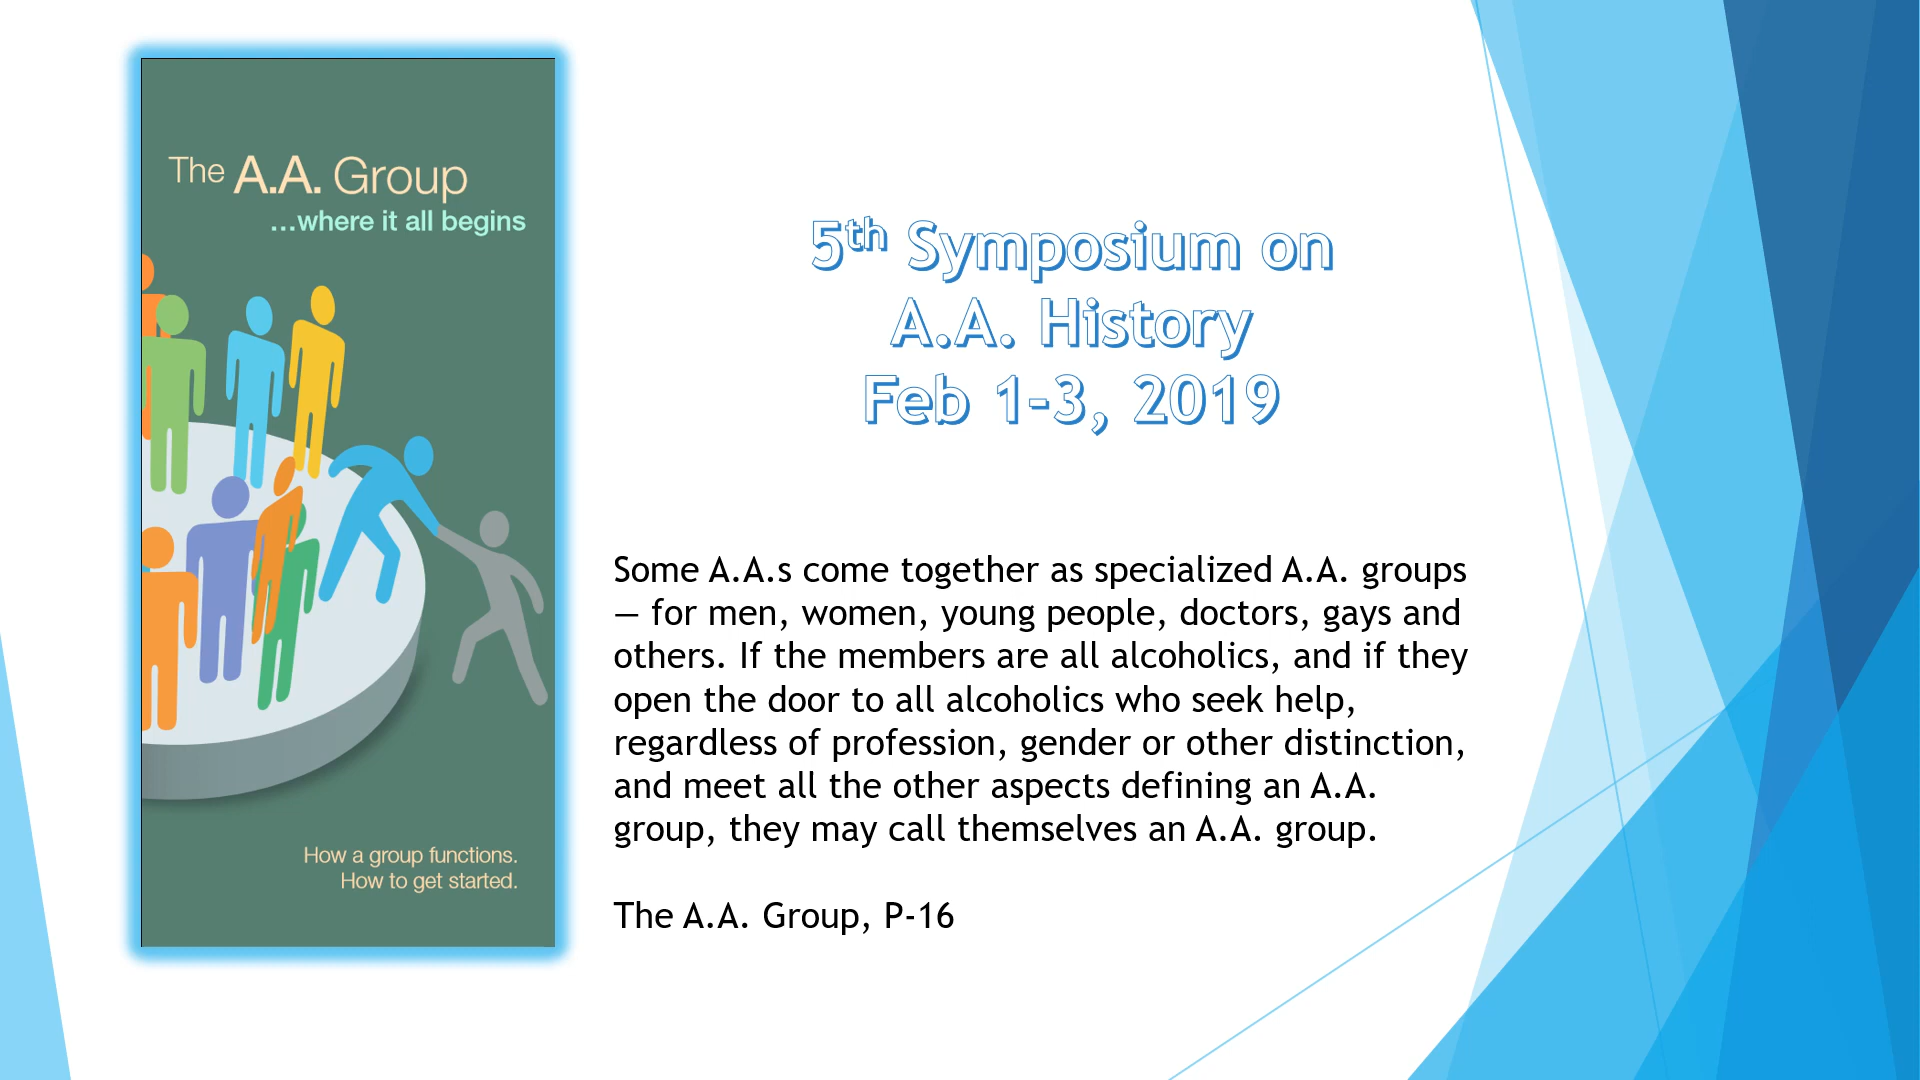 The A.A. Group
...where it all begins
How a group functions.
How to get started.
5th Symposium on
A.A. History
Feb 1-3, 2019
Some A.A.s come together as specialized A.A. groups
— for men, women, young people, doctors, gays and
others. If the members are all alcoholics, and if they
open the door to all alcoholics who seek help,
regardless of profession, gender or other distinction,
and meet all the other aspects defining an A.A.
group, they may call themselves an A.A. group.
The A.A. Group, P-16